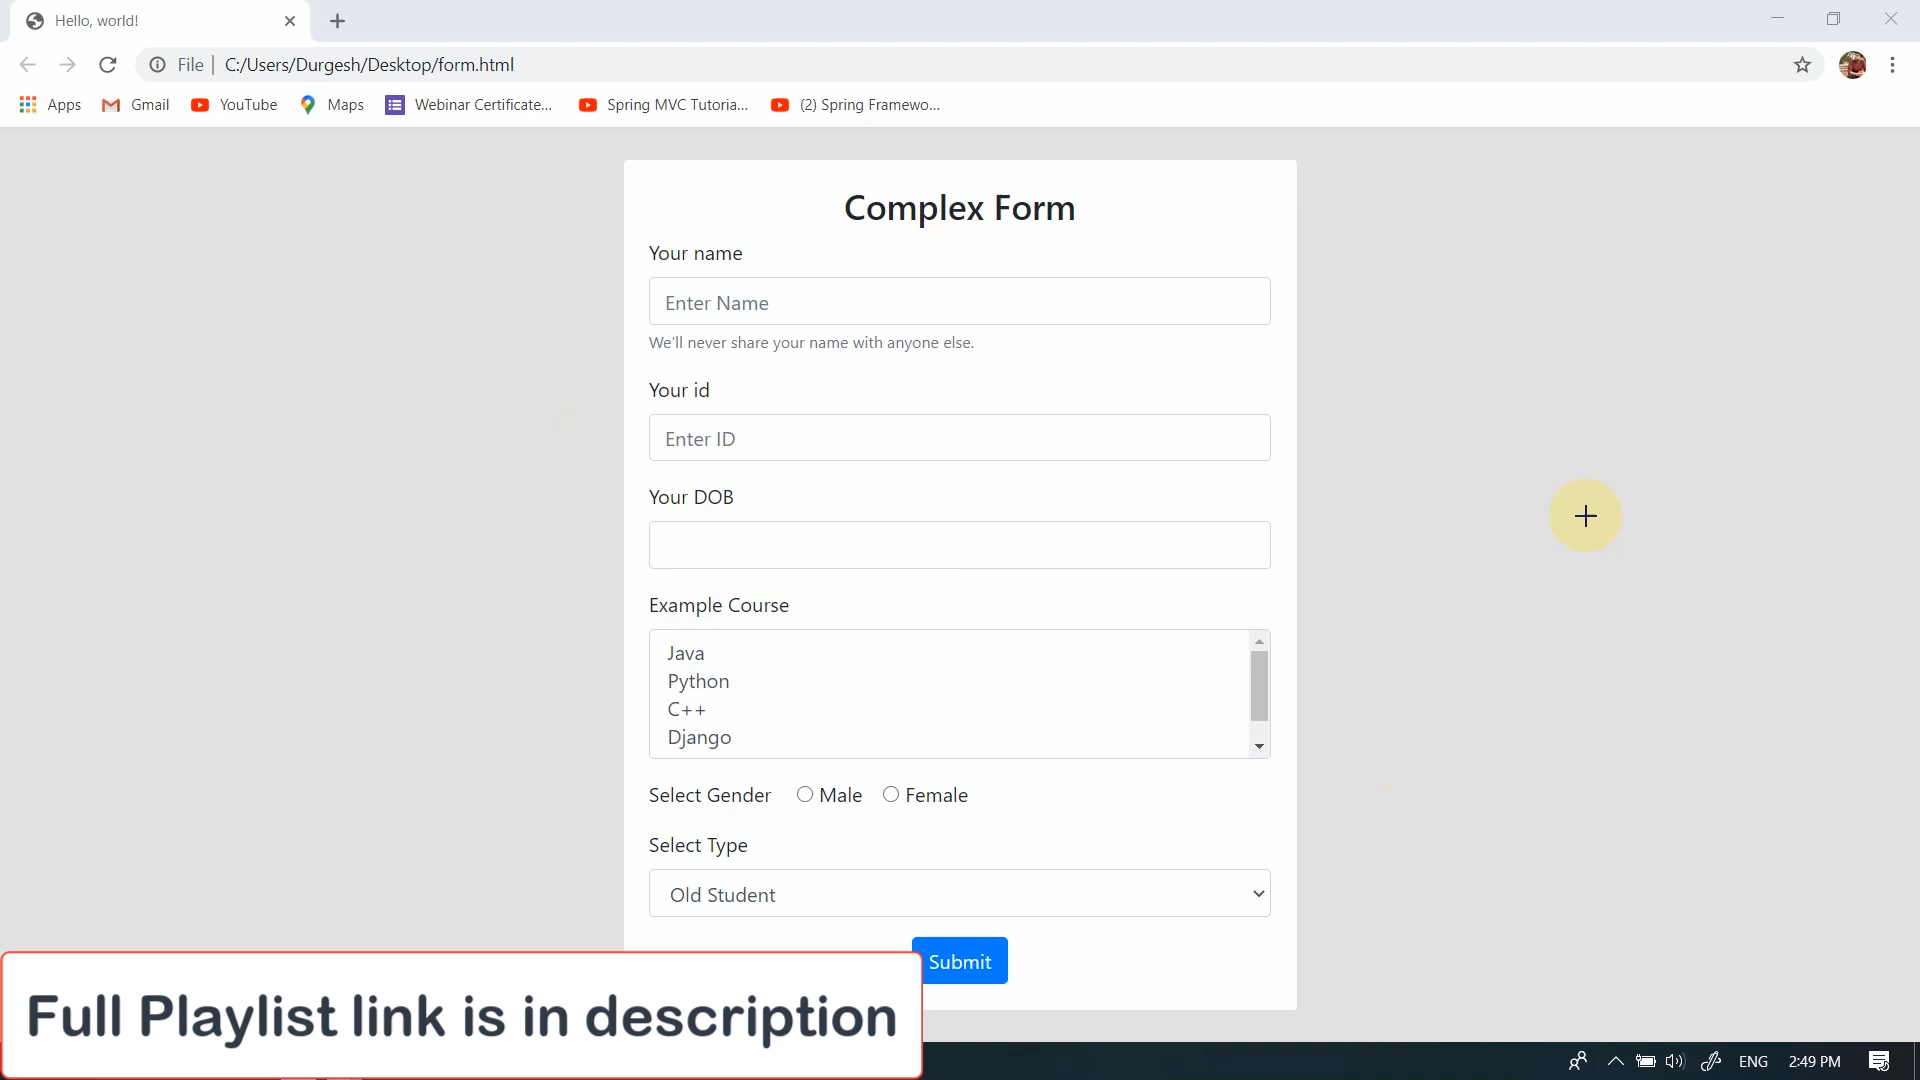 Hello, world!
File | C:/Users/Durgesh/Desktop/form.html
Apps Gmail YouTube Maps Webinar Certificate... Spring MVC Tutoria... (2) Spring Framewo...
Complex Form
Your name
Enter Name
We'll never share your name with anyone else.
Your id
Enter ID
Your DOB
Example Course
Java
Python
C++
Django
Select Gender Male Female
Select Type
Old Student
Submit
Full Playlist link is in description
ENG 2:49 PM